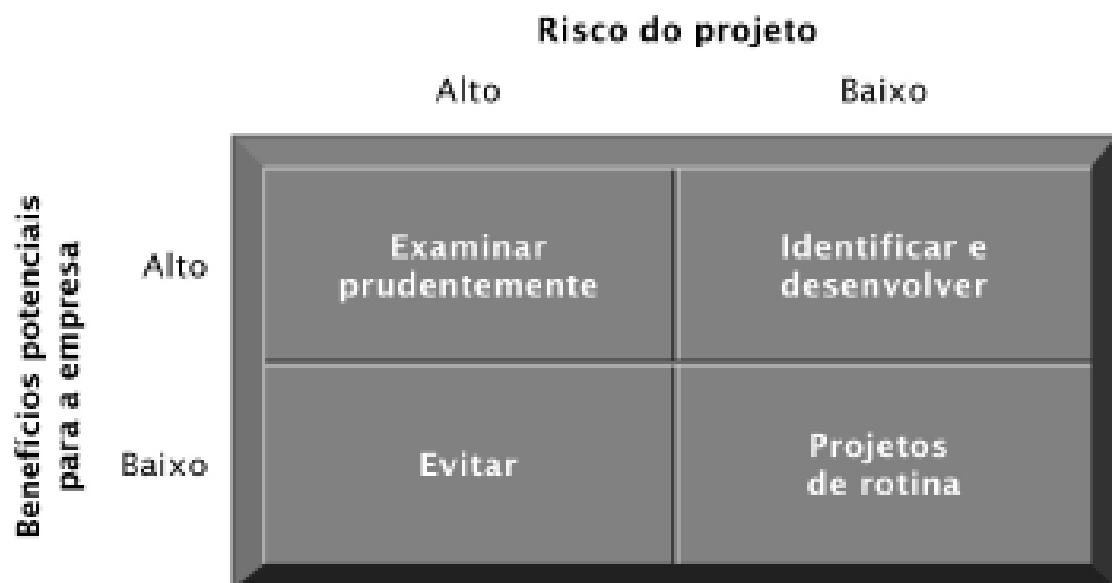 Risco do projeto
Alto Baixo
Benefícios potenciais
para a empresa
Alto
Examinar
prudentemente
Identificar e
desenvolver
Baixo
Evitar
Projetos
de rotina